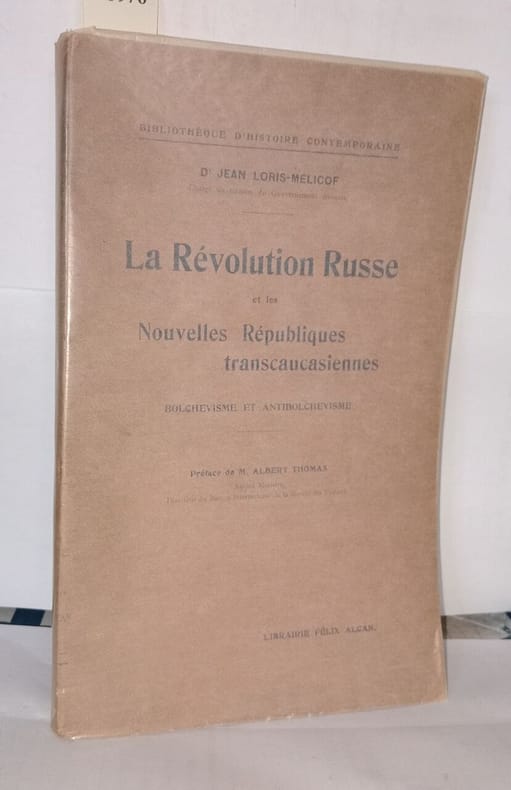 BIBLIOTHÈQUE D'HISTOIRE CONTEMPORAINE
Dr JEAN LORIS-MELICOF
La Révolution Russe
et les
Nouvelles Républiques
transcaucasiennes
BOLCHEVISME ET ANTIBOLCHEVISME
Préface de M. ALBERT THOMAS
Ancien Ministre,
LIBRAIRIE FÉLIX ALCAN.